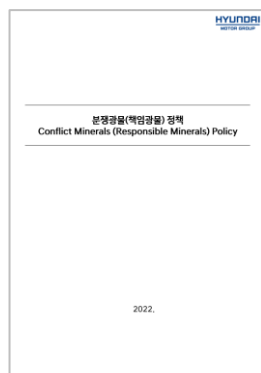 HYUNDAI
MOTOR GROUP
분쟁광물(책임광물) 정책
Conflict Minerals (Responsible Minerals) Policy
2022,